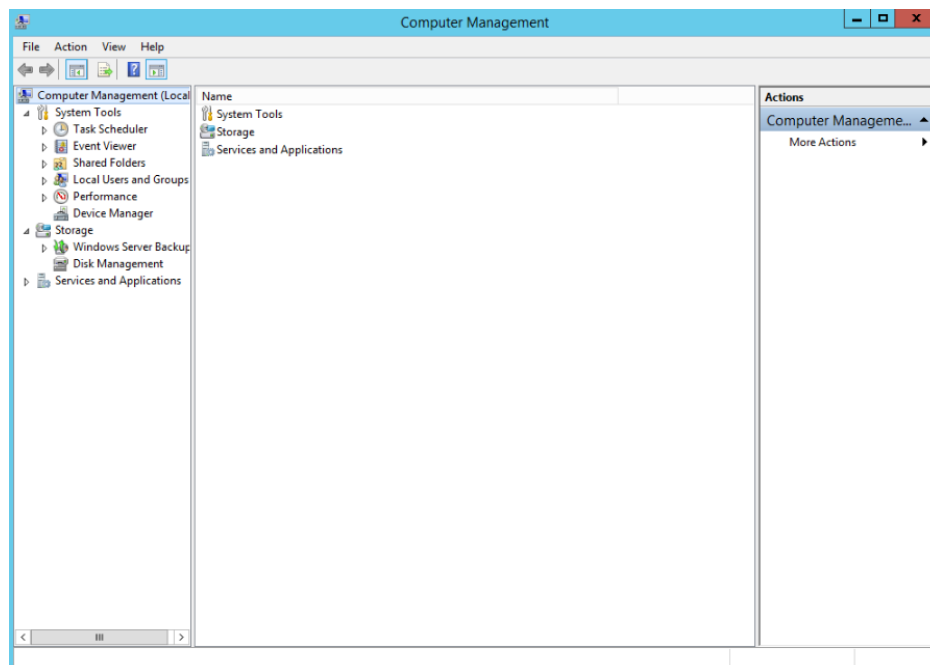 Computer Management
File Action View Help
Computer Management (Local
System Tools
Task Scheduler
Event Viewer
Shared Folders
Local Users and Groups
Performance
Device Manager
Storage
Windows Server Backup
Disk Management
Services and Applications
Name
System Tools
Storage
Services and Applications
Actions
Computer Manageme...
More Actions